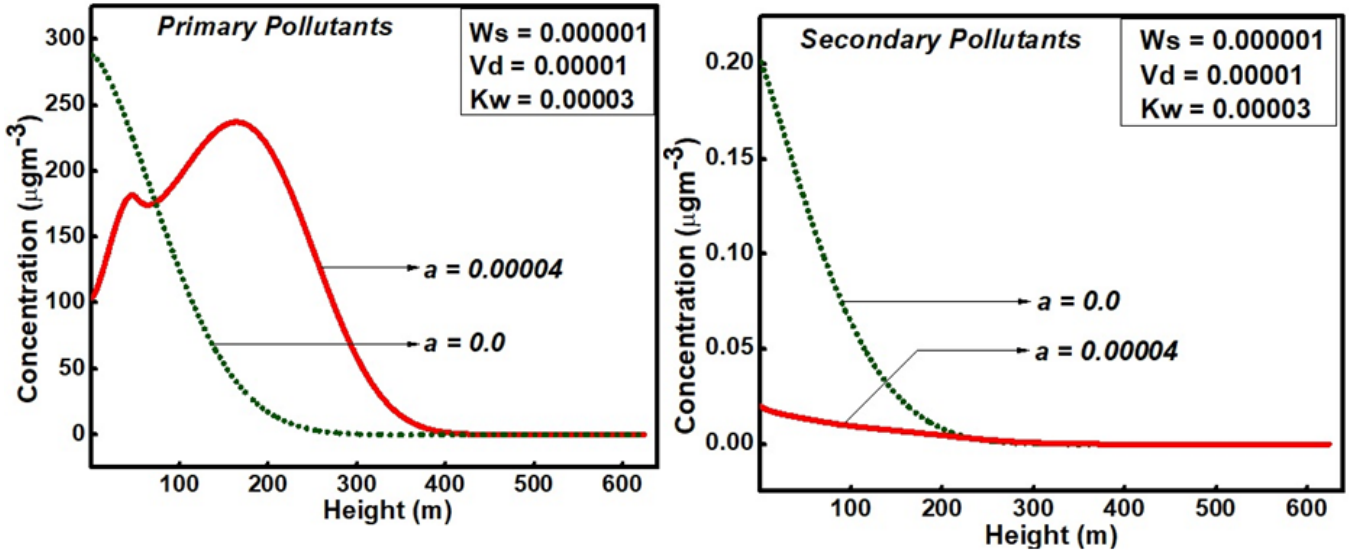 Primary Pollutants
Ws = 0.000001
Vd = 0.00001
Kw = 0.00003
300
250
200
150
100
50
0
Concentration (μgm-3)
a = 0.00004
a = 0.0
100 200 300 400 500 600
Height (m)
Secondary Pollutants
Ws = 0.000001
Vd = 0.00001
Kw = 0.00003
0.20
0.15
0.10
0.05
0.00
Concentration (μgm-3)
a = 0.0
a = 0.00004
100 200 300 400 500 600
Height (m)